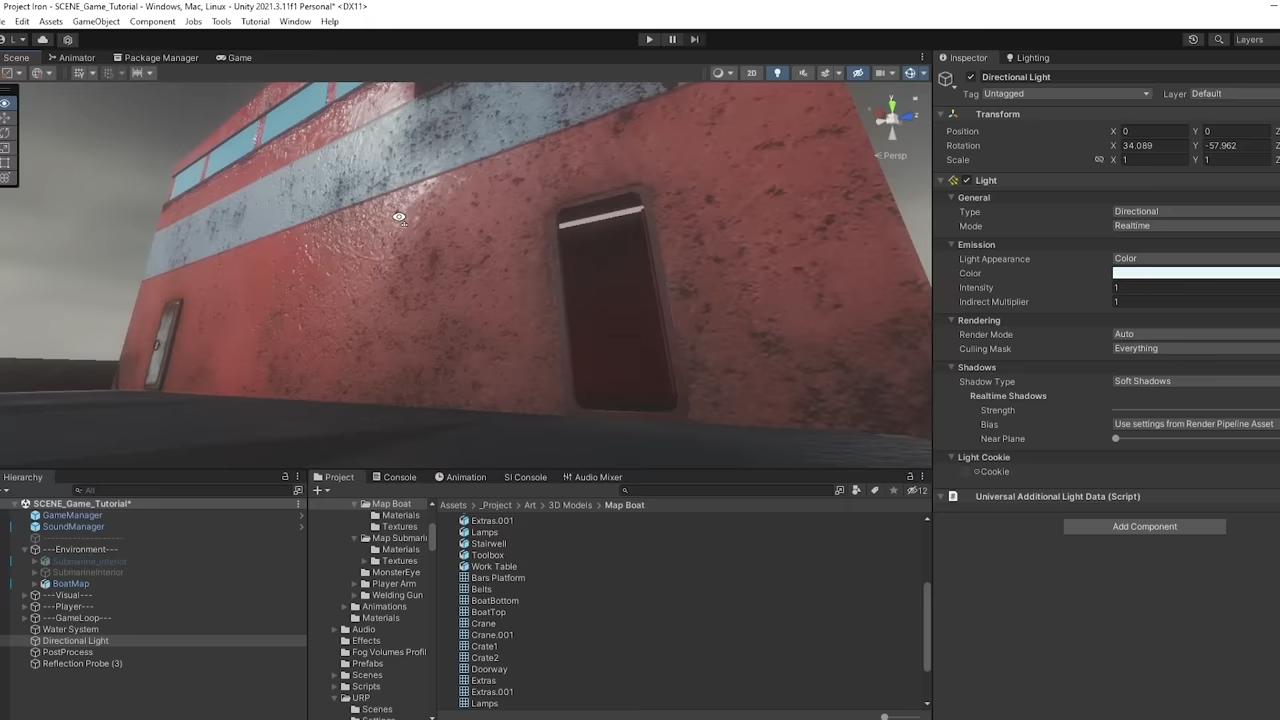 Project Iron - SCENE_Game_Tutorial - Windows, Mac, Linux - Unity 2021.3.11f1 Personal* <DX11>
Edit Assets GameObject Component Jobs Tools Tutorial Window Help
L Layers
Scene Animator Package Manager Game Inspector Lighting
2D
Directional Light
Tag Untagged Layer Default
y z
Persp
Transform
Position X 0 Y 0 Z
Rotation X 34.089 Y -57.962 Z
Scale X 1 Y 1 Z
Light
General
Type Directional
Mode Realtime
Emission
Light Appearance Color
Color
Intensity 1
Indirect Multiplier 1
Rendering
Render Mode Auto
Culling Mask Everything
Shadows
Shadow Type Soft Shadows
Realtime Shadows
Strength
Bias Use settings from Render Pipeline Asset
Near Plane
Light Cookie
Cookie
Universal Additional Light Data (Script)
Add Component
Hierarchy
All
SCENE_Game_Tutorial*
GameManager
SoundManager
---Environment---
Submarine_interior
SubmarineInterior
BoatMap
---Visual---
---Player---
---GameLoop---
Water System
Directional Light
PostProcess
Reflection Probe (3)
Project Console Animation SI Console Audio Mixer
12
Map Boat
Materials
Textures
Map Submari
Materials
Textures
MonsterEye
Player Arm
Welding Gun
Animations
Materials
Audio
Effects
Fog Volumes Profil
Prefabs
Scenes
Scripts
URP
Scenes
Assets > _Project > Art > 3D Models > Map Boat
Extras.001
Lamps
Stairwell
Toolbox
Work Table
Bars Platform
Belts
BoatBottom
BoatTop
Crane
Crane.001
Crate1
Crate2
Doorway
Extras
Extras.001
Lamps